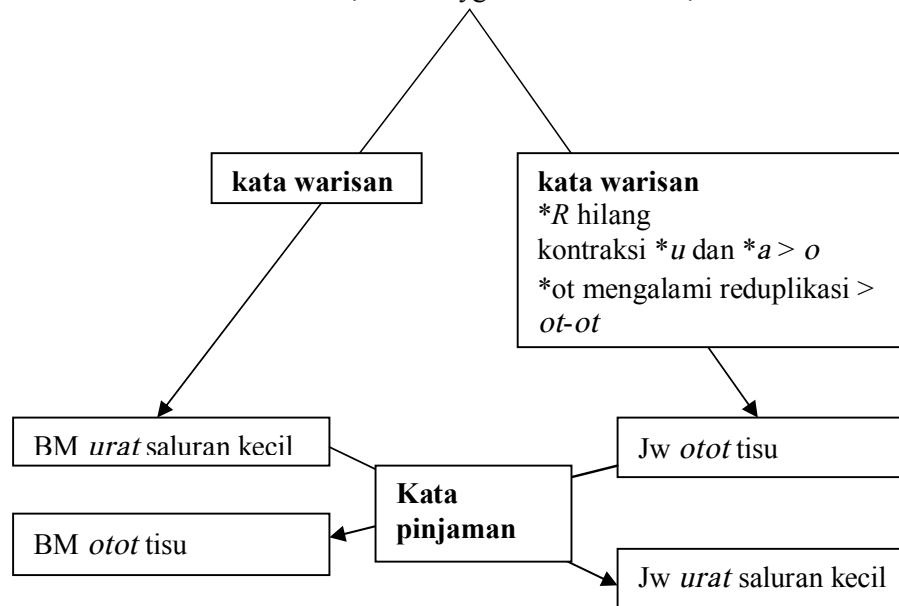 kata warisan
kata warisan
*R hilang
kontraksi *u dan *a > o
*ot mengalami reduplikasi >
ot-ot
BM urat saluran kecil
Jw otot tisu
Kata
pinjaman
BM otot tisu
Jw urat saluran kecil